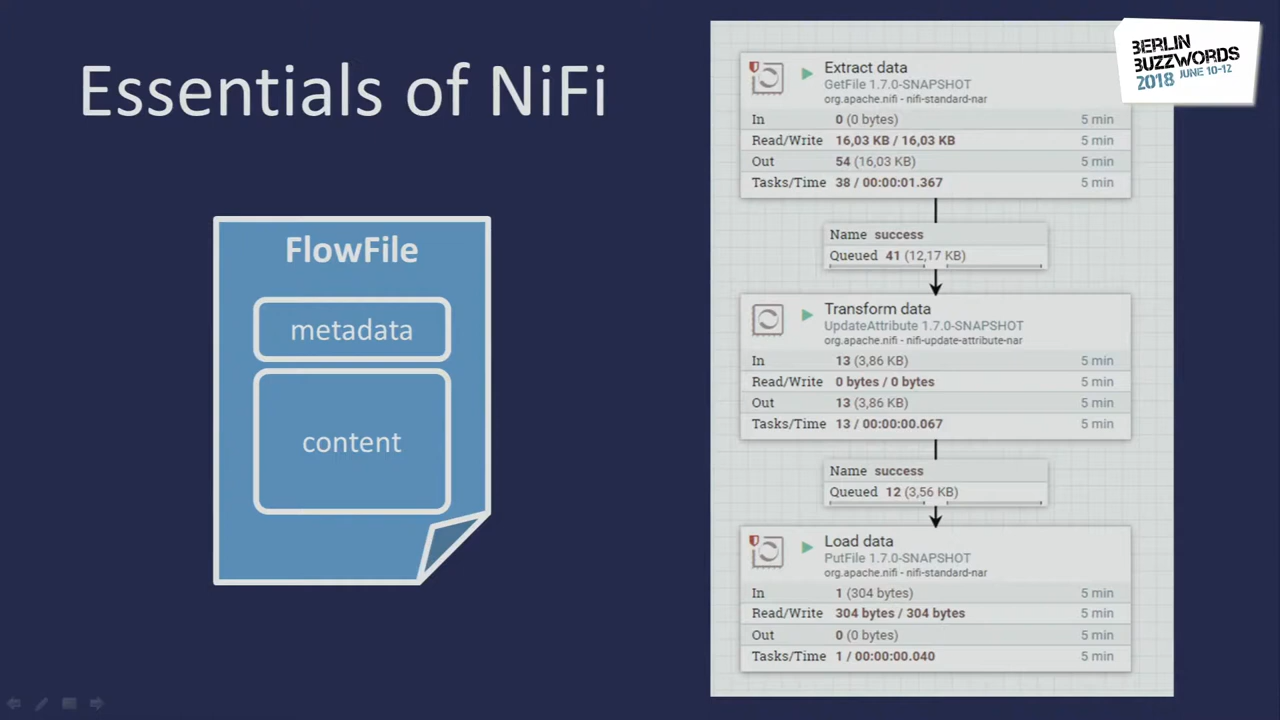 Essentials of NiFi
FlowFile
metadata
content
BERLIN
BUZZWORDS
2018 JUNE 10-12
Extract data
GetFile 1.7.0-SNAPSHOT
org.apache.nifi - nifi-standard-nar
In 0 (0 bytes) 5 min
Read/Write 16,03 KB / 16,03 KB 5 min
Out 54 (16,03 KB) 5 min
Tasks/Time 38 / 00:00:01.367 5 min
Name success
Queued 41 (12,17 KB)
Transform data
UpdateAttribute 1.7.0-SNAPSHOT
org.apache.nifi - nifi-update-attribute-nar
In 13 (3,86 KB) 5 min
Read/Write 0 bytes / 0 bytes 5 min
Out 13 (3,86 KB) 5 min
Tasks/Time 13 / 00:00:00.067 5 min
Name success
Queued 12 (3,56 KB)
Load data
PutFile 1.7.0-SNAPSHOT
org.apache.nifi - nifi-standard-nar
In 1 (304 bytes) 5 min
Read/Write 304 bytes / 304 bytes 5 min
Out 0 (0 bytes) 5 min
Tasks/Time 1 / 00:00:00.040 5 min